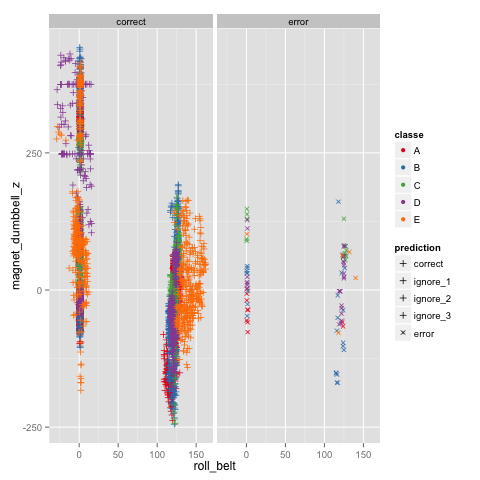 correct error
magnet_dumbbell_z
250
0
-250
0 50 100 150 0 50 100 150
roll_belt
classe
A
B
C
D
E
prediction
correct
ignore_1
ignore_2
ignore_3
error